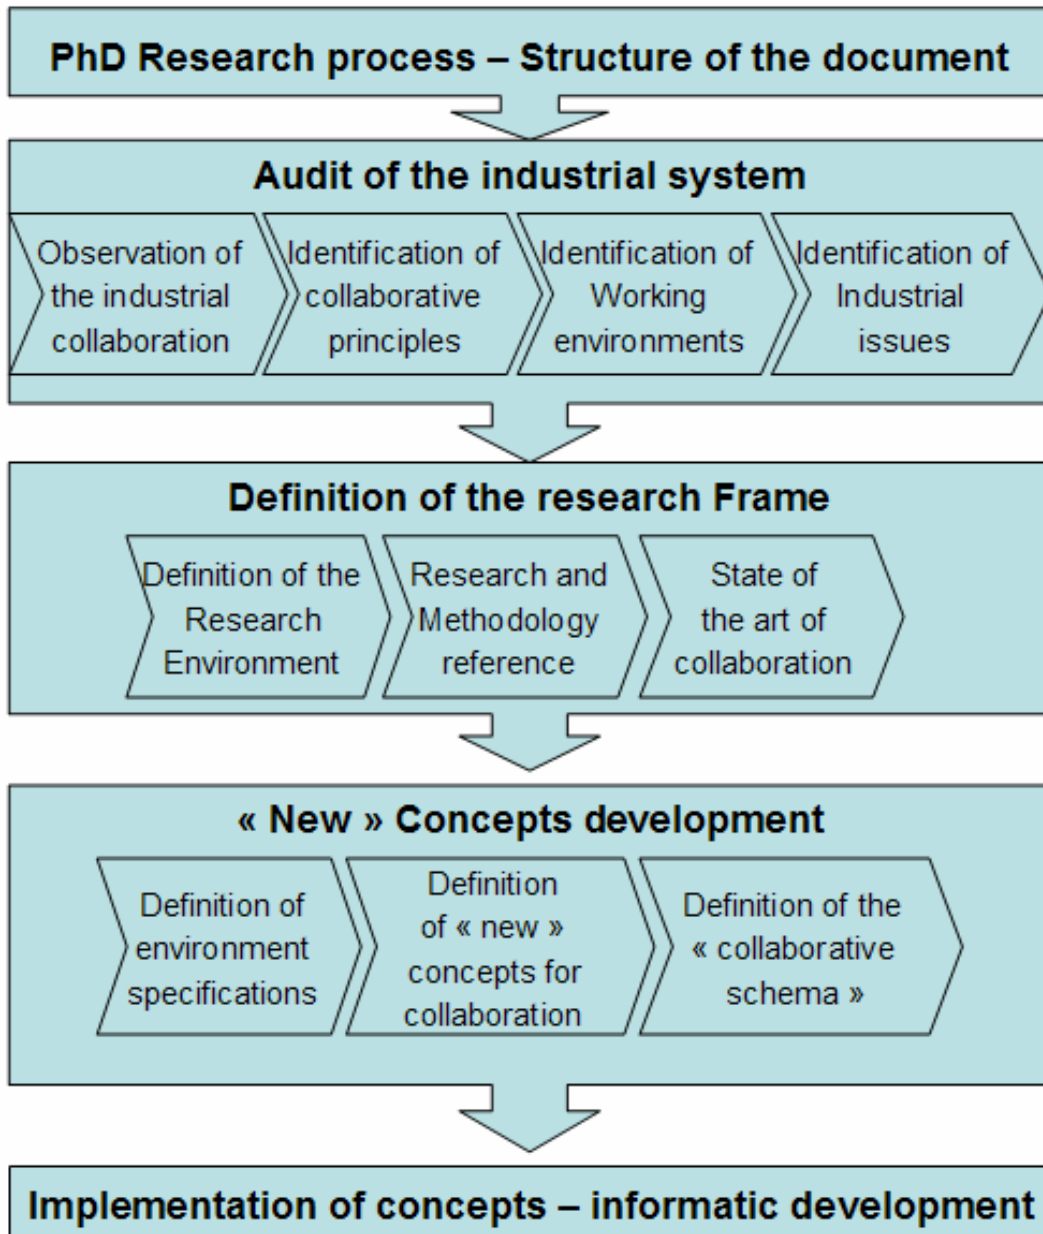 PhD Research process – Structure of the document
Audit of the industrial system
Observation of
the industrial
collaboration
Identification of
collaborative
principles
Identification of
Working
environments
Identification of
Industrial
issues
Definition of the research Frame
Definition of the
Research
Environment
Research and
Methodology
reference
State of
the art of
collaboration
« New » Concepts development
Definition of
environment
specifications
Definition
of « new »
concepts for
collaboration
Definition of the
« collaborative
schema »
Implementation of concepts – informatic development